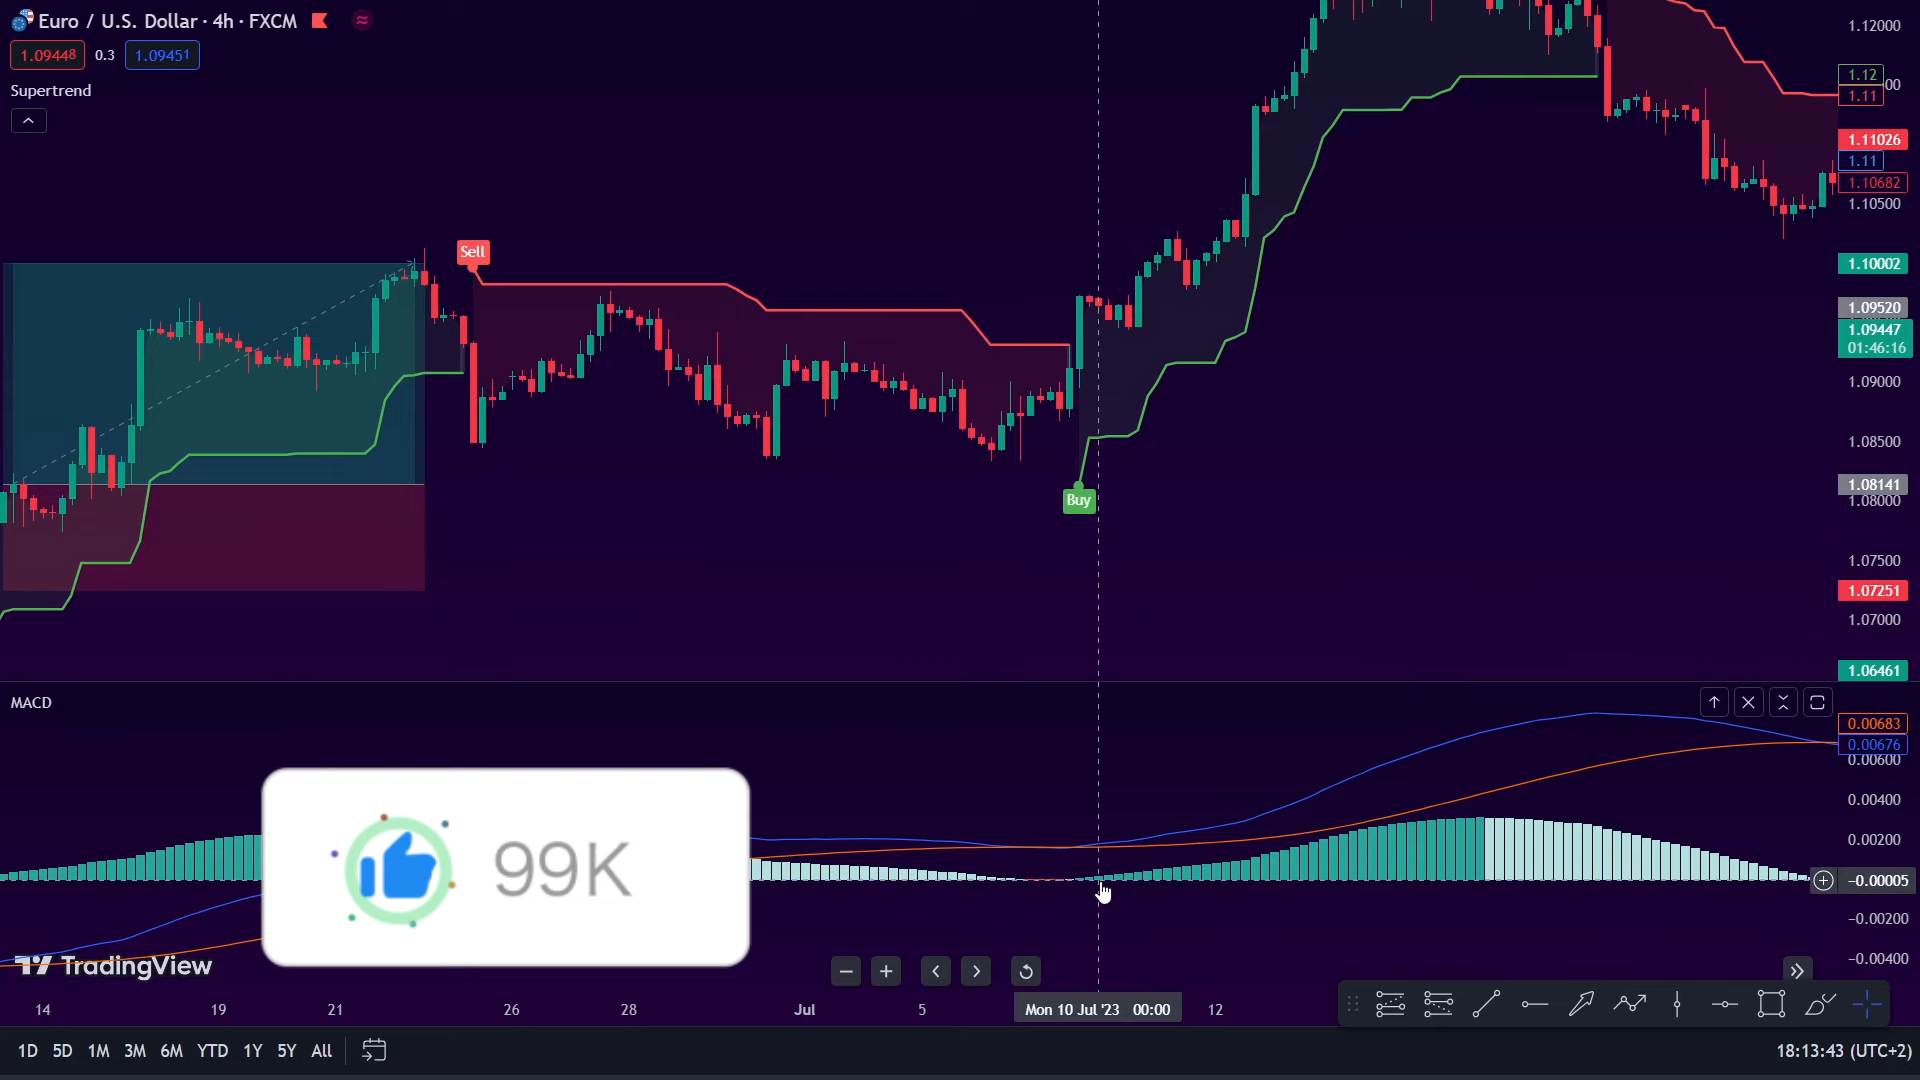 Euro / U.S. Dollar · 4h · FXCM
1.09448 0.3 1.09451
Supertrend
Sell
Buy
1.12000
1.12
00
1.11
1.11026
1.11
1.10682
1.10500
1.10002
1.09520
1.09447
01:46:16
1.09000
1.08500
1.08141
1.08000
1.07500
1.07251
1.07000
1.06461
MACD
0.00683
0.00676
0.00600
0.00400
0.00200
−0.00005
−0.00200
−0.00400
99K
TradingView
14 19 21 26 28 Jul 5 Mon 10 Jul '23 00:00 12
1D 5D 1M 3M 6M YTD 1Y 5Y All 18:13:43 (UTC+2)